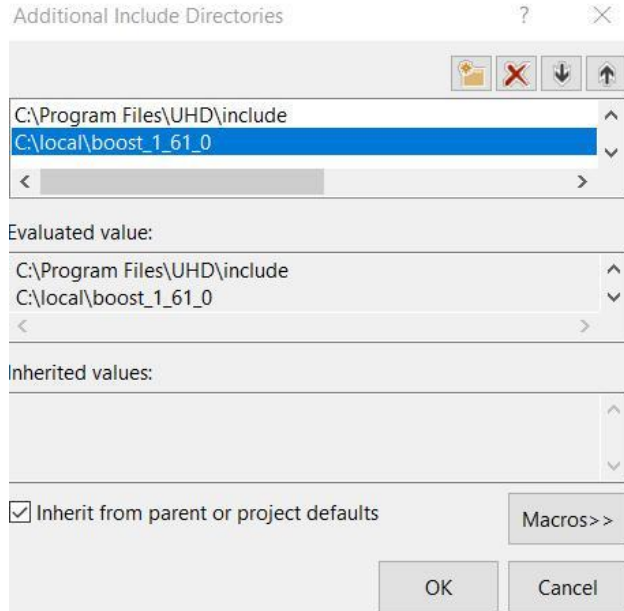 Additional Include Directories ?
C:\Program Files\UHD\include
C:\local\boost_1_61_0
Evaluated value:
C:\Program Files\UHD\include
C:\local\boost_1_61_0
Inherited values:
Inherit from parent or project defaults
Macros>>
OK Cancel